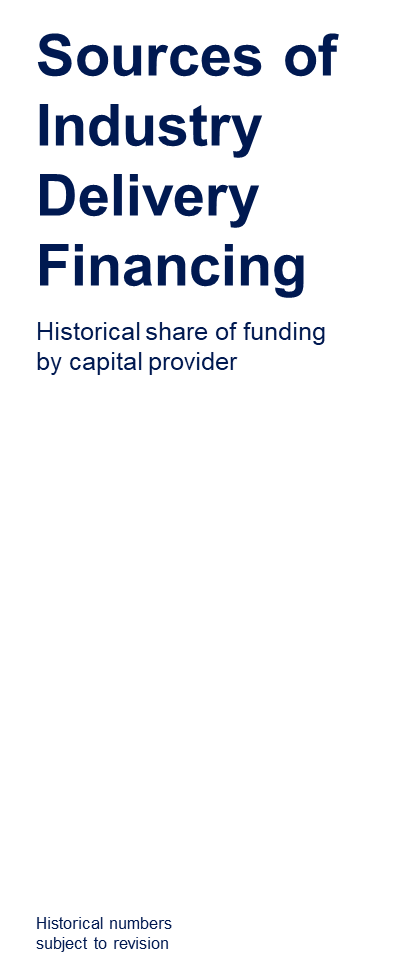 Sources of
Industry
Delivery
Financing
Historical share of funding
by capital provider
Historical numbers
subject to revision